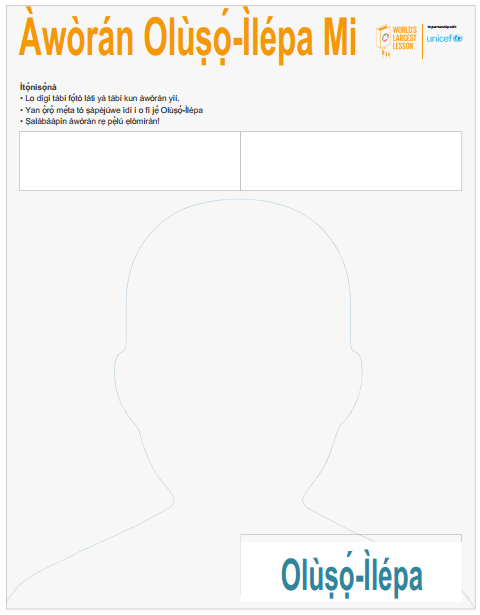 Àwòrán Olùṣọ́-Ìlépa Mi
WORLD'S
LARGEST
LESSON
In partnership with
unicef
Ìtọ́nisọ́nà
• Lo dígí tàbí fọ́tò láti yà tàbí kun àwòrán yìí.
• Yan ọ̀rọ̀ mẹ́ta tó ṣàpèjúwe ìdí í o fi jẹ́ Olùṣọ́-Ìlépa
• Ṣalábàápín àwòrán rẹ pẹ̀lú ẹlòmíràn!
Olùṣọ́-Ìlépa